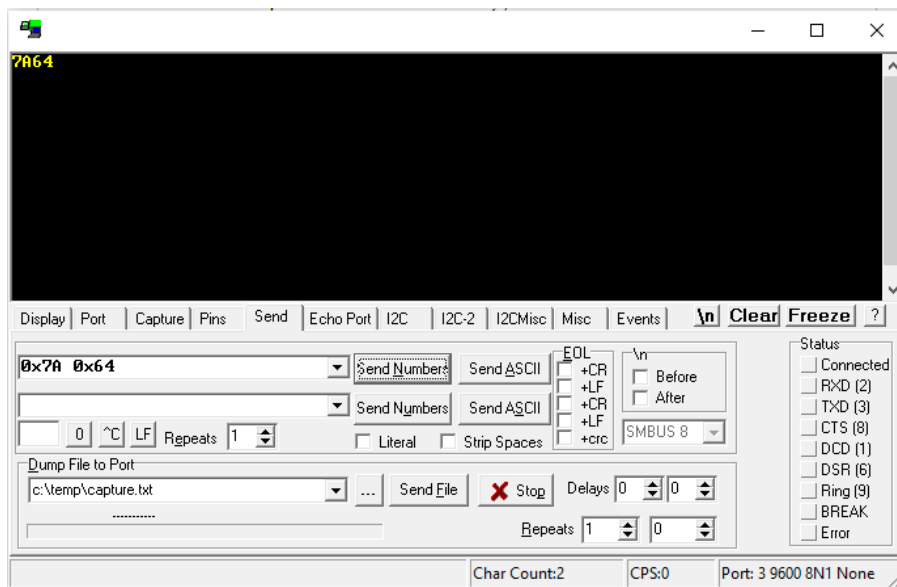 7A64
Display Port Capture Pins Send Echo Port I2C I2C-2 I2CMisc Misc Events \n Clear Freeze ?
0x7A 0x64
Send Numbers
Send ASCII
Send Numbers
Send ASCII
0
^C
LF
Repeats
1
Literal
Strip Spaces
EOL
+CR
+LF
+CR
+LF
+crc
\n
Before
After
SMBUS 8
Dump File to Port
c:\temp\capture.txt
...
Send File
Stop
Delays
0
0
-----------
Repeats
1
0
Status
Connected
RXD (2)
TXD (3)
CTS (8)
DCD (1)
DSR (6)
Ring (9)
BREAK
Error
Char Count:2
CPS:0
Port: 3 9600 8N1 None